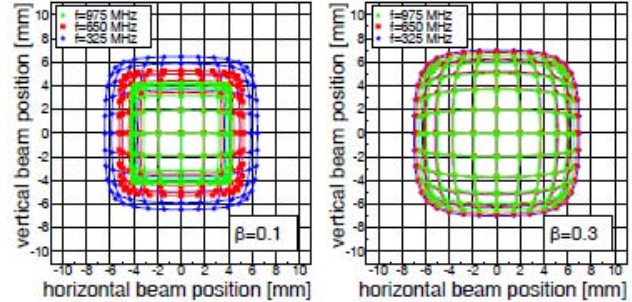 f=975 MHz
f=650 MHz
f=325 MHz
vertical beam position [mm]
10
8
6
4
2
0
-2
-4
-6
-8
-10
β=0.1
-10 -8 -6 -4 -2 0 2 4 6 8 10
horizontal beam position [mm]
f=975 MHz
f=650 MHz
f=325 MHz
vertical beam position [mm]
10
8
6
4
2
0
-2
-4
-6
-8
-10
β=0.3
-10 -8 -6 -4 -2 0 2 4 6 8 10
horizontal beam position [mm]